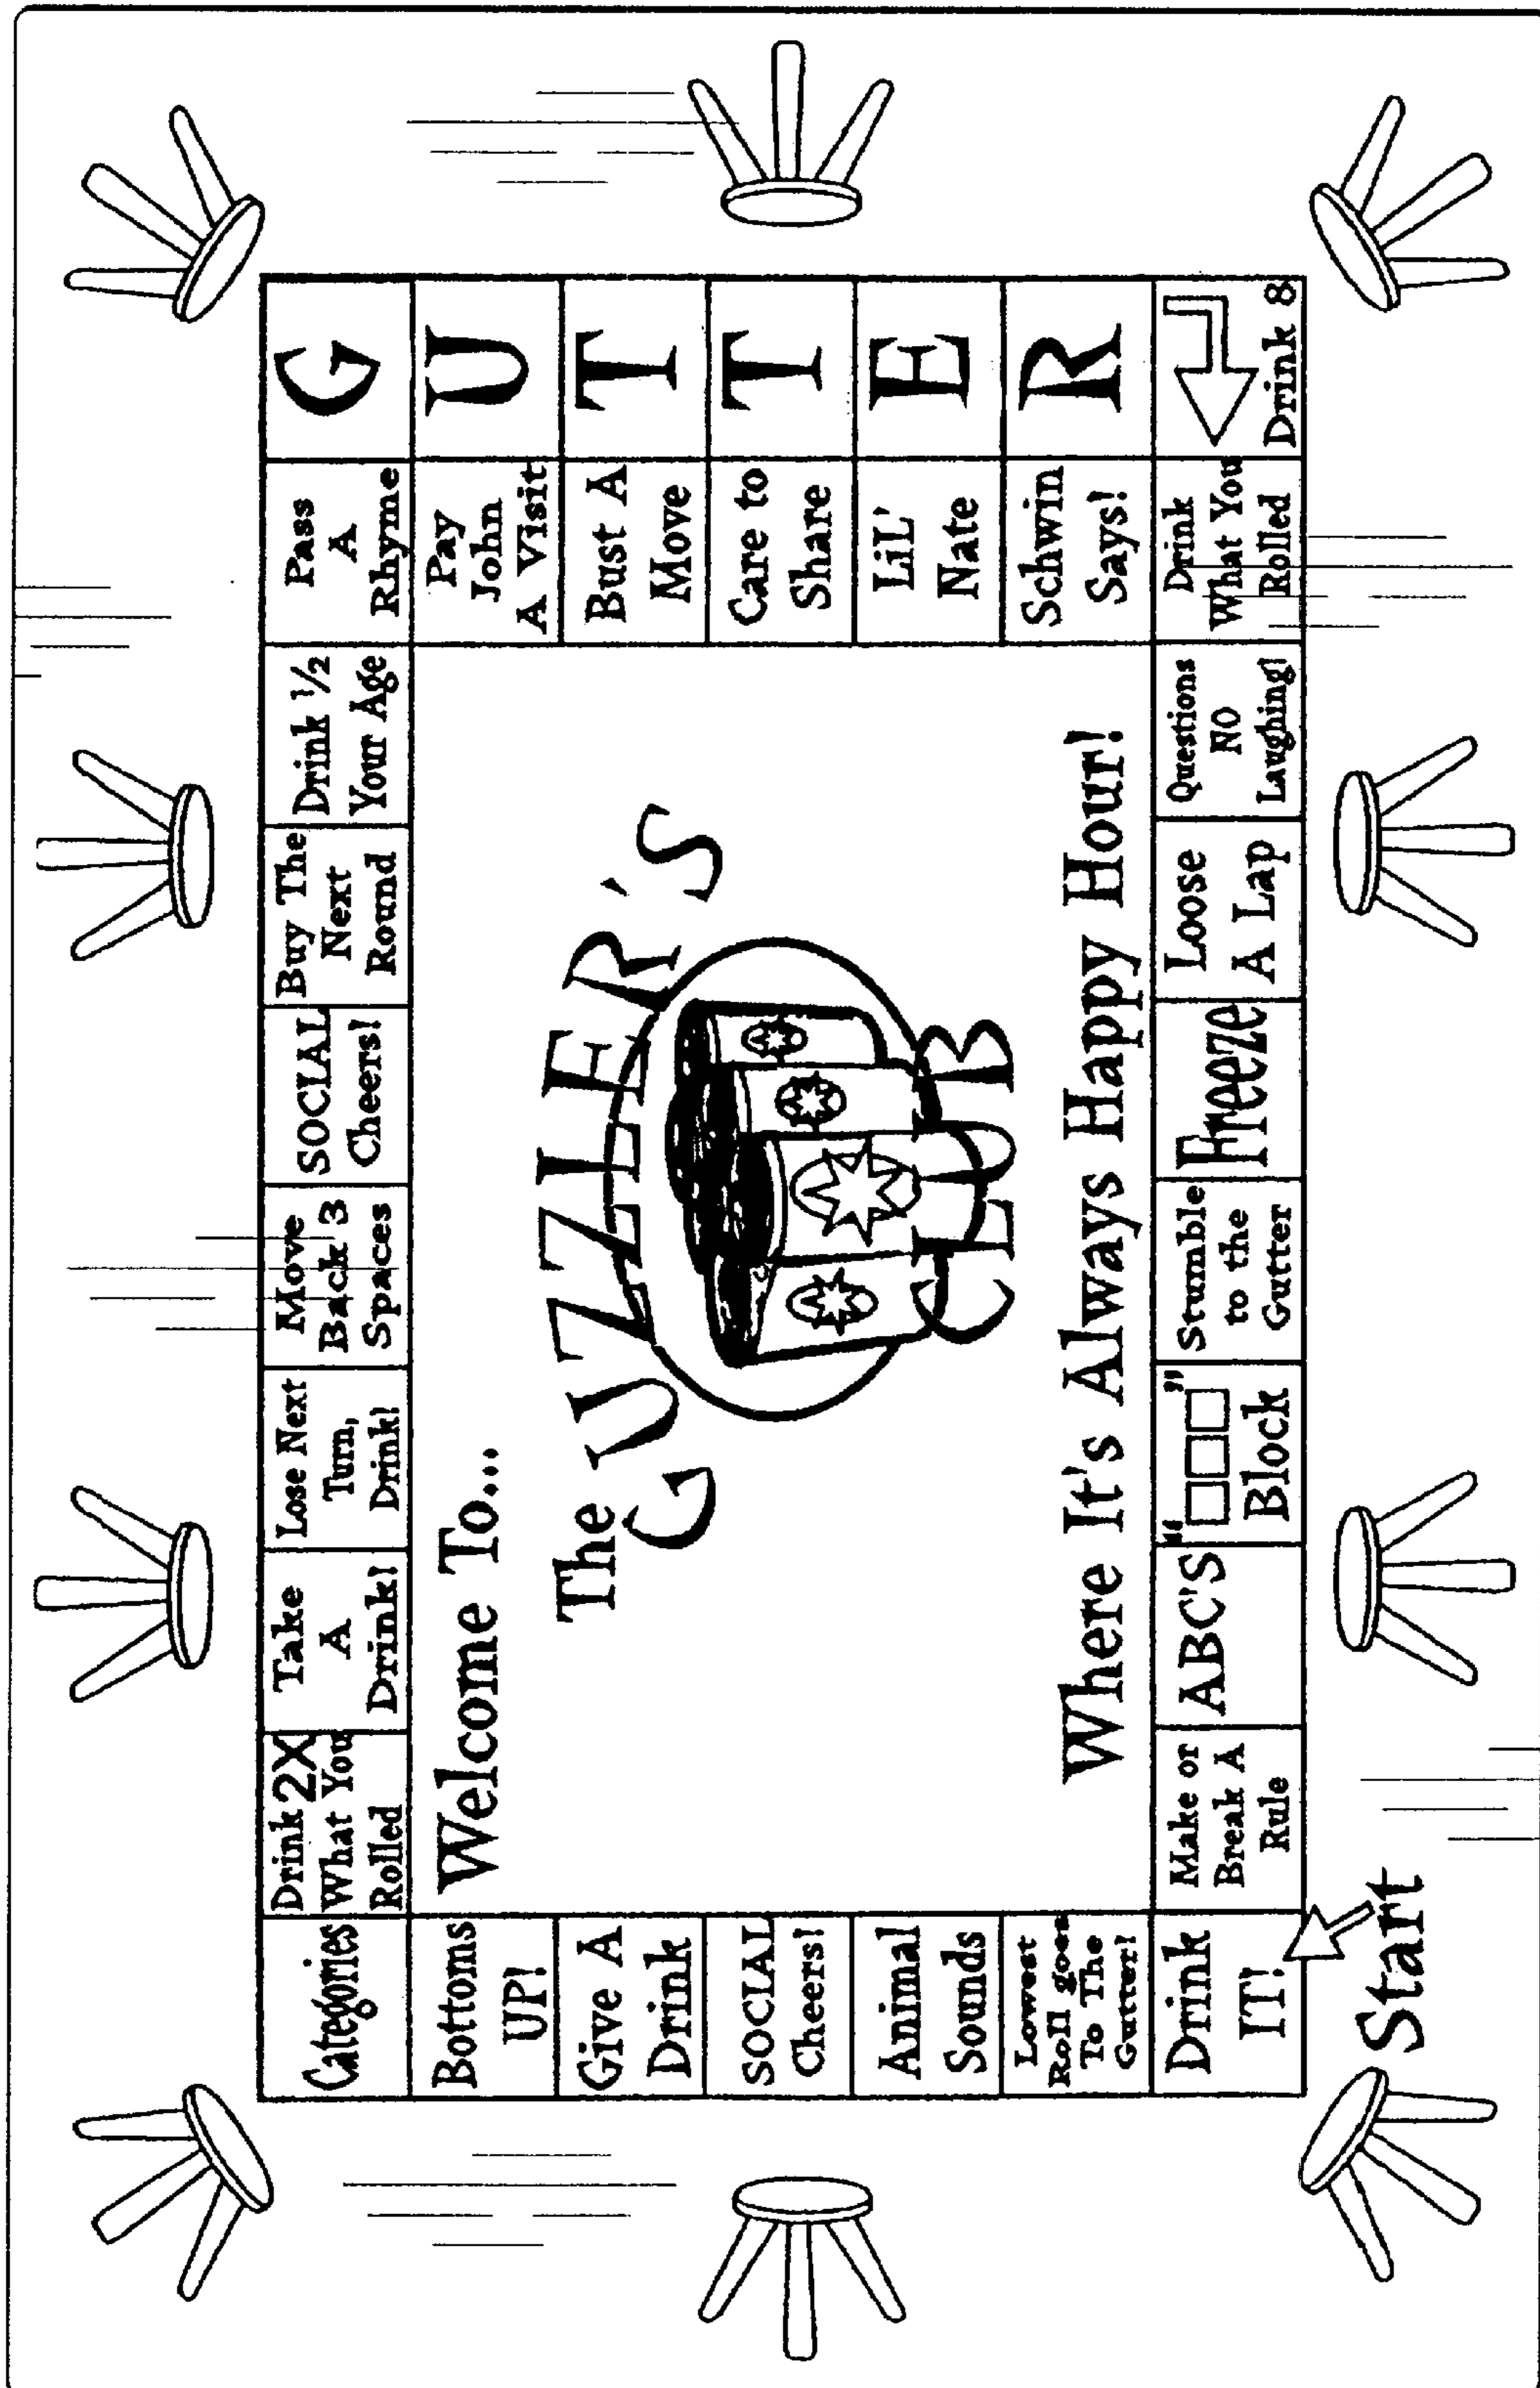 Categories
Drink 2X
What You
Rolled
Take
A
Drink!
Lose Next
Turn,
Drink!
Move
Back 3
Spaces
SOCIAL
Cheers!
Buy The
Next
Round
Drink ½
Your Age
Pass
A
Rhyme
G
U
T
T
E
R
Pay
John
A Visit
Bust A
Move
Care to
Share
LiL'
Nate
Schwin
Says!
Bottoms
UP!
Give A
Drink
SOCIAL
Cheers!
Animal
Sounds
Lowest
Roll goes
To The
Gutter!
Welcome To...
The
GUZZLER'S
CLUB
Where It's Always Happy Hour!
Drink
IT!
Make or
Break A
Rule
ABC'S
"□□□"
Block
Stumble
to the
Gutter
Freeze
Loose
A Lap
Questions
NO
Laughing!
Drink
What You
Rolled
Drink 8
Start